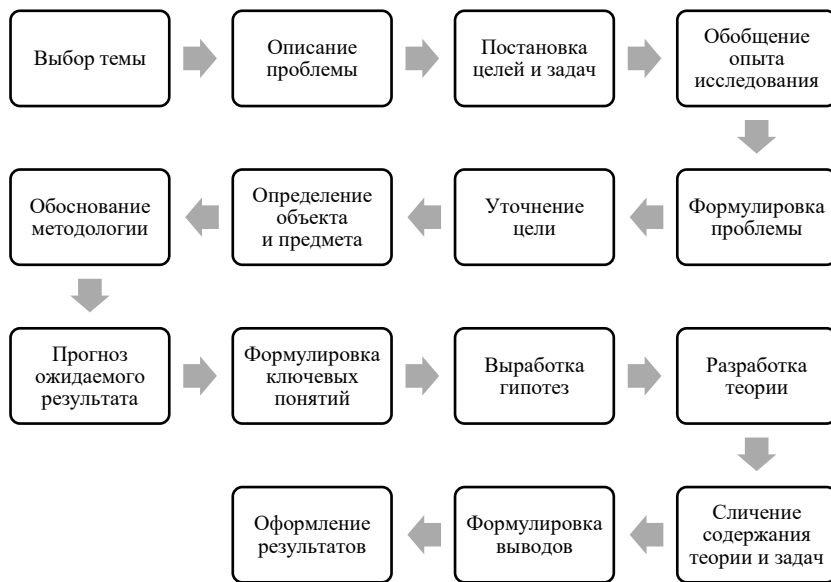 Выбор темы
Описание
проблемы
Постановка
целей и задач
Обобщение
опыта
исследования
Формулировка
проблемы
Уточнение
цели
Определение
объекта
и предмета
Обоснование
методологии
Прогноз
ожидаемого
результата
Формулировка
ключевых
понятий
Выработка
гипотез
Разработка
теории
Сличение
содержания
теории и задач
Формулировка
выводов
Оформление
результатов